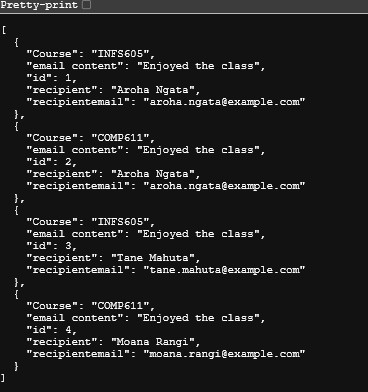 Pretty-print
[
  {
    "Course": "INFS605",
    "email content": "Enjoyed the class",
    "id": 1,
    "recipient": "Aroha Ngata",
    "recipientemail": "aroha.ngata@example.com"
  },
  {
    "Course": "COMP611",
    "email content": "Enjoyed the class",
    "id": 2,
    "recipient": "Aroha Ngata",
    "recipientemail": "aroha.ngata@example.com"
  },
  {
    "Course": "INFS605",
    "email content": "Enjoyed the class",
    "id": 3,
    "recipient": "Tane Mahuta",
    "recipientemail": "tane.mahuta@example.com"
  },
  {
    "Course": "COMP611",
    "email content": "Enjoyed the class",
    "id": 4,
    "recipient": "Moana Rangi",
    "recipientemail": "moana.rangi@example.com"
  }
]